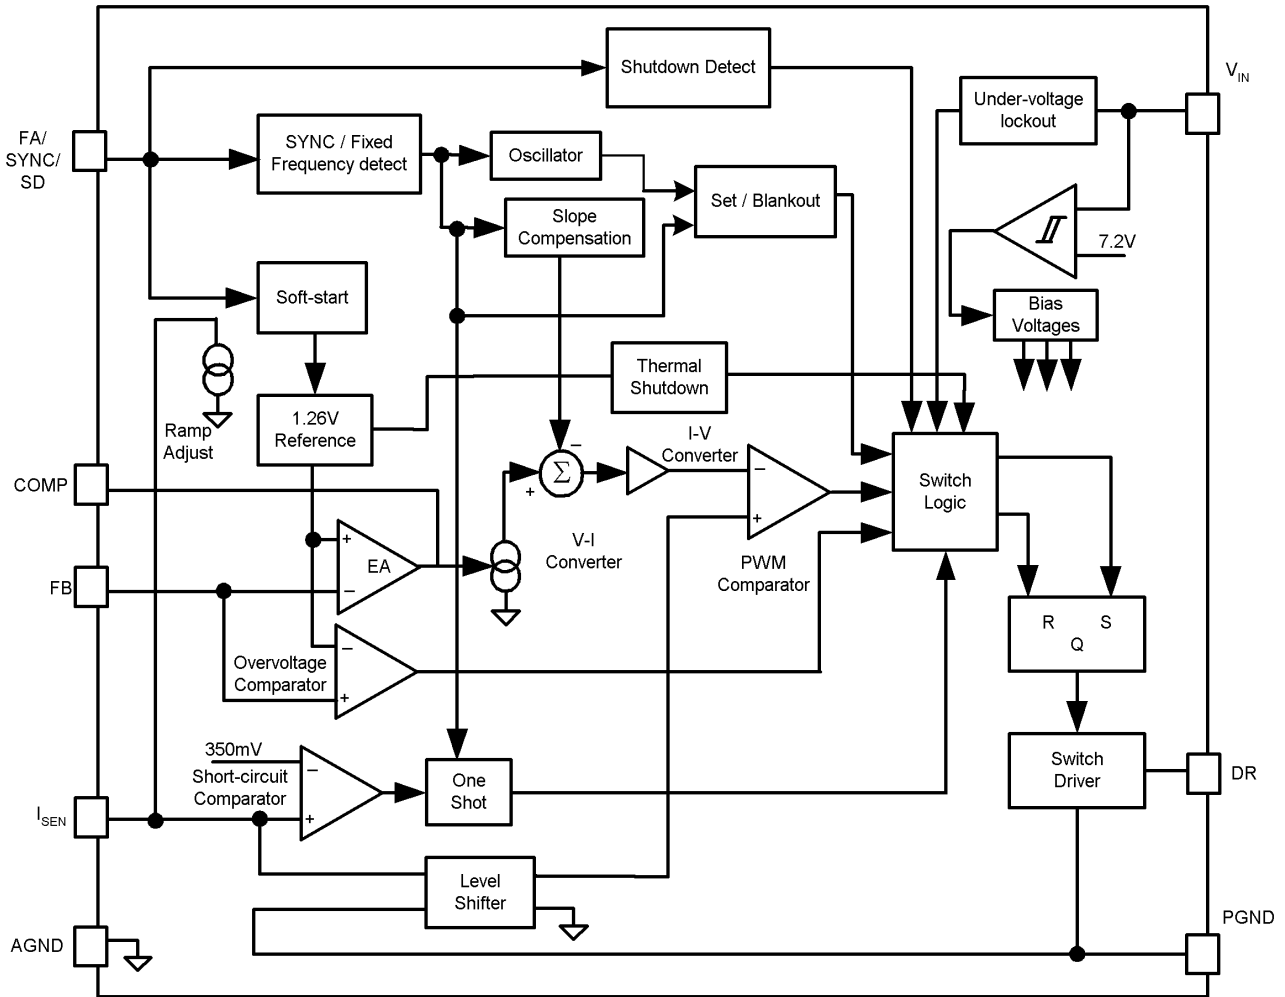 Shutdown Detect
V_IN
Under-voltage
lockout
FA/
SYNC/
SD
SYNC / Fixed
Frequency detect
Oscillator
Set / Blankout
Slope
Compensation
7.2V
Soft-start
Bias
Voltages
Thermal
Shutdown
1.26V
Reference
Ramp
Adjust
I-V
Converter
COMP
−
Σ
+
−
+
Switch
Logic
V-I
Converter
PWM
Comparator
FB
+
EA
−
R
S
Q
Overvoltage
Comparator
−
+
350mV
Short-circuit
Comparator
−
+
One
Shot
Switch
Driver
DR
I_SEN
Level
Shifter
AGND
PGND